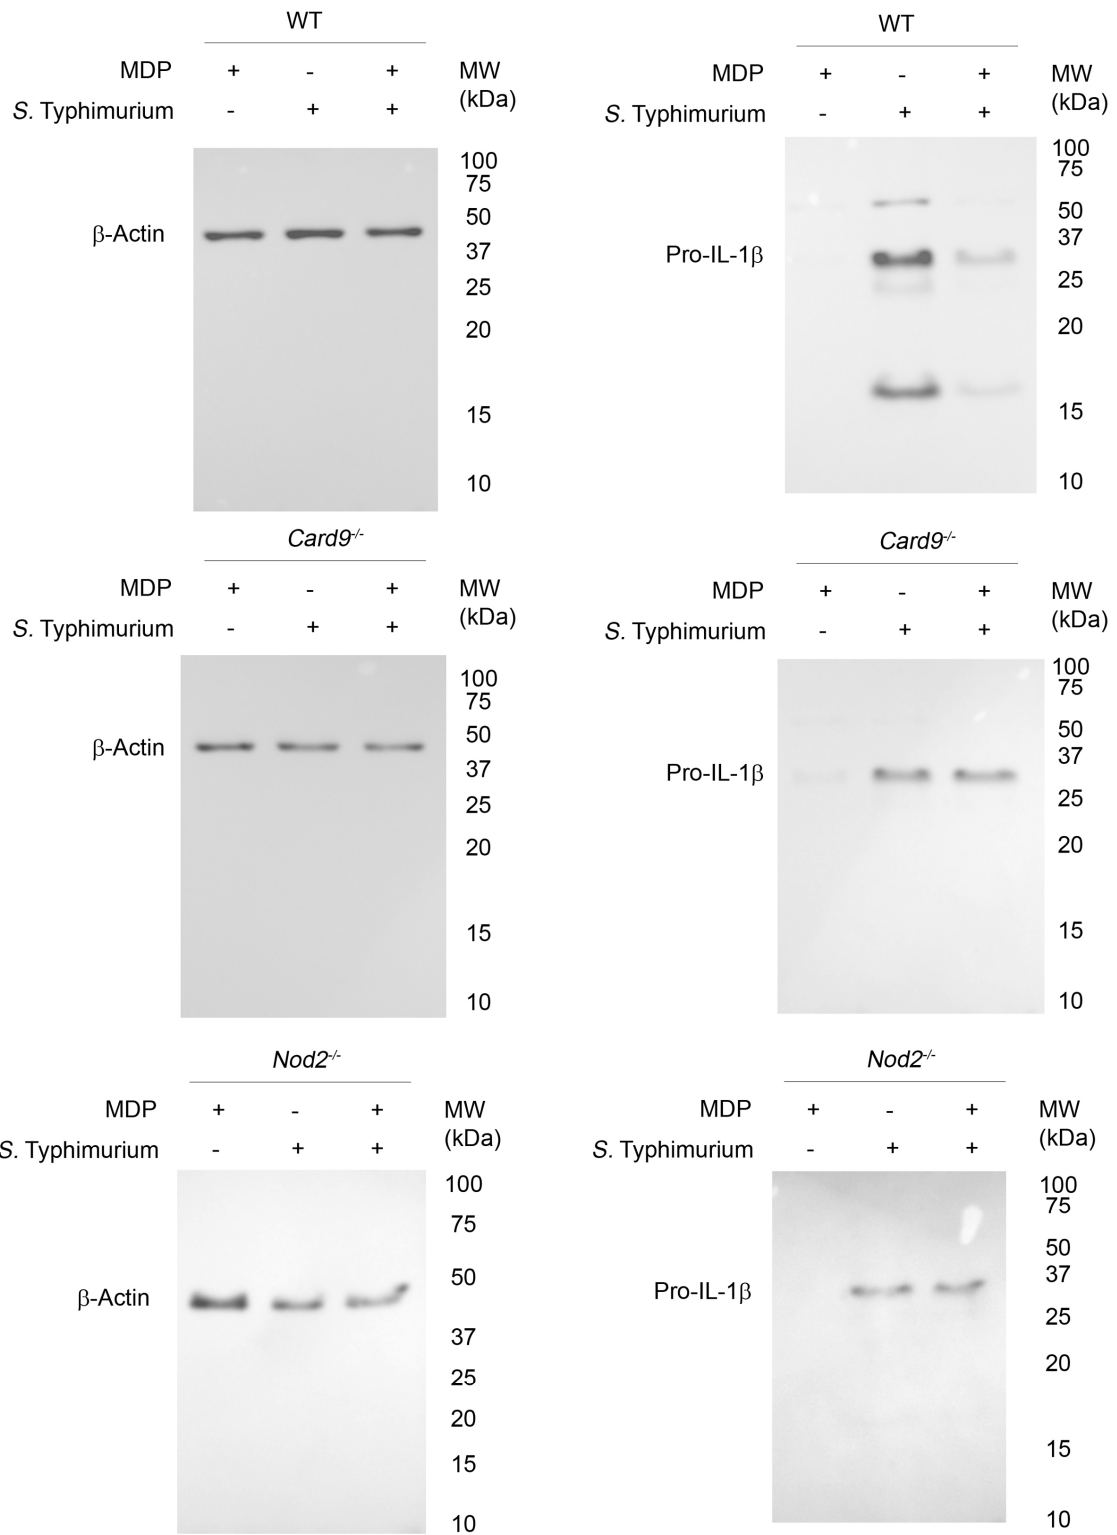 WT
MDP + - + MW
(kDa)
S. Typhimurium - + +
100
75
50
β-Actin
37
25
20
15
10
WT
MDP + - + MW
(kDa)
S. Typhimurium - + +
100
75
50
37
Pro-IL-1β
25
20
15
10
Card9-/-
MDP + - + MW
(kDa)
S. Typhimurium - + +
100
75
50
β-Actin
37
25
20
15
10
Card9-/-
MDP + - + MW
(kDa)
S. Typhimurium - + +
100
75
50
37
Pro-IL-1β
25
20
15
10
Nod2-/-
MDP + - + MW
(kDa)
S. Typhimurium - + +
100
75
50
β-Actin
37
25
20
15
10
Nod2-/-
MDP + - + MW
(kDa)
S. Typhimurium - + +
100
75
50
37
Pro-IL-1β
25
20
15
10